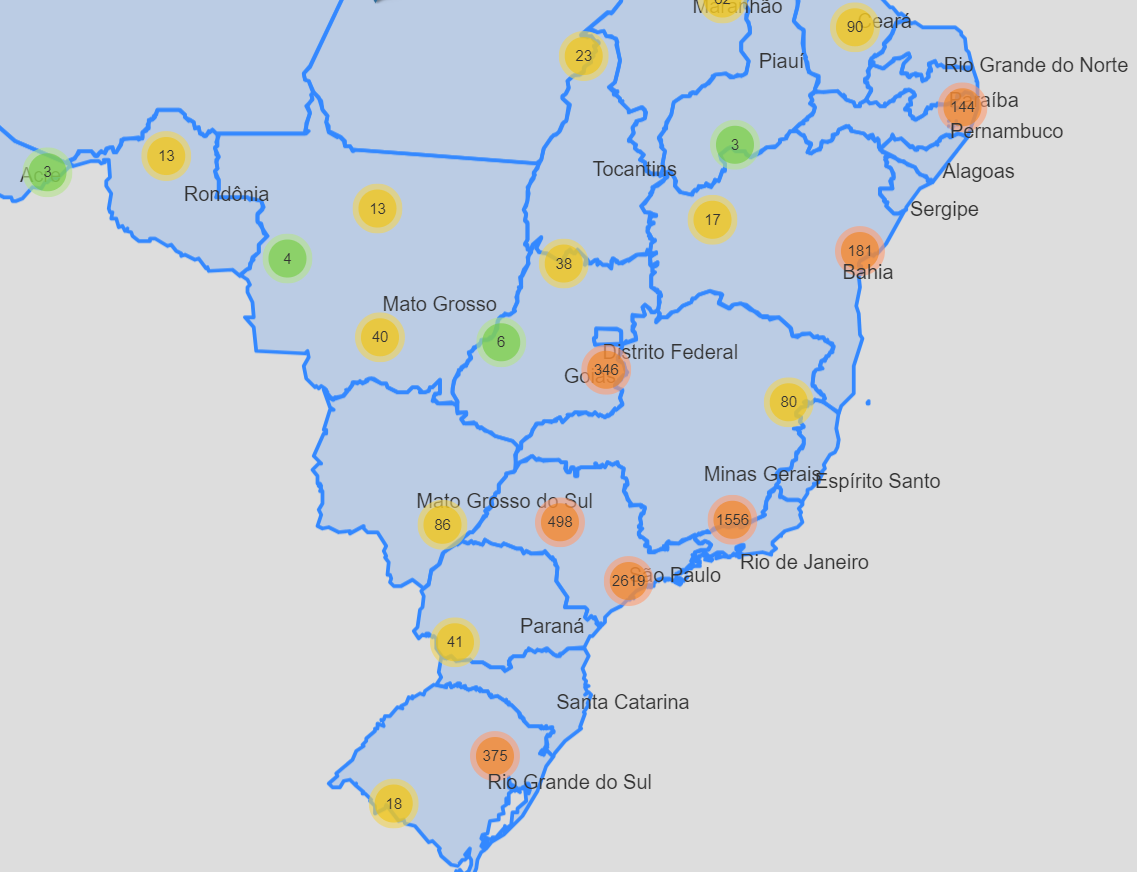 62
Maranhão
90
Ceará
23
Piauí
Rio Grande do Norte
Paraíba
144
Pernambuco
3
13
3
Acre
Tocantins
Alagoas
Rondônia
13
17
Sergipe
181
4
38
Bahia
Mato Grosso
40
6
Distrito Federal
346
Goiás
80
Minas Gerais
Espírito Santo
Mato Grosso do Sul
86
498
1556
Rio de Janeiro
2619
São Paulo
Paraná
41
Santa Catarina
375
Rio Grande do Sul
18